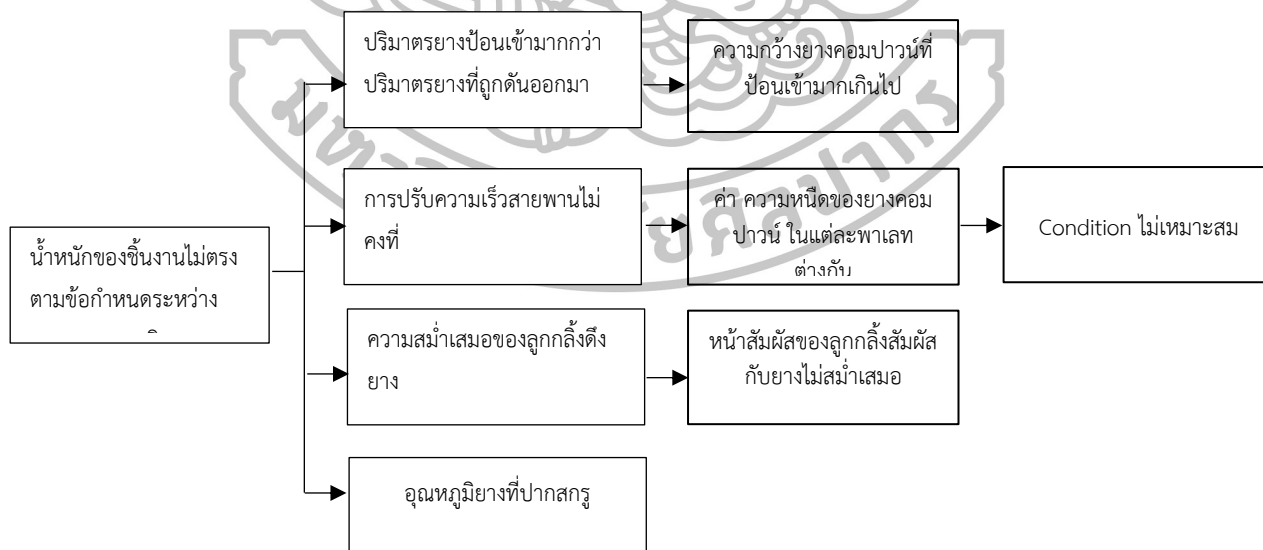 ปริมาตรยางป้อนเข้ามากกว่า
ปริมาตรยางที่ถูกดันออกมา
ความกว้างยางคอมปาวน์ที่
ป้อนเข้ามากเกินไป
การปรับความเร็วสายพานไม่
คงที่
ค่า ความหนืดของยางคอม
ปาวน์ ในแต่ละพาเลท
ต่างกัน
Condition ไม่เหมาะสม
น้ำหนักของชิ้นงานไม่ตรง
ตามข้อกำหนดระหว่าง
ความสม่ำเสมอของลูกกลิ้งดึง
ยาง
หน้าสัมผัสของลูกกลิ้งสัมผัส
กับยางไม่สม่ำเสมอ
อุณหภูมิยางที่ปากสกรู